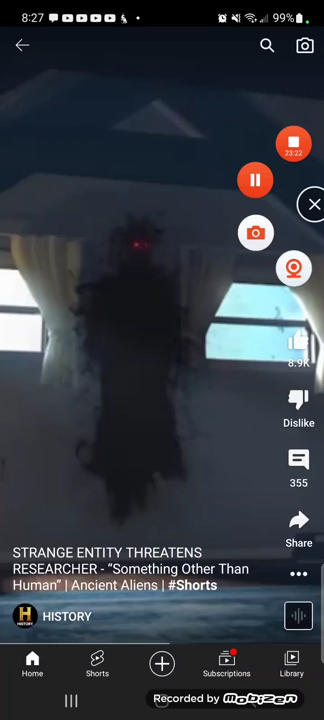 8:27
99%
23:22
8.9K
Dislike
355
Share
STRANGE ENTITY THREATENS
RESEARCHER - “Something Other Than
Human” | Ancient Aliens | #Shorts
H
HISTORY
Home
Shorts
Subscriptions
Library
Recorded by mobizen